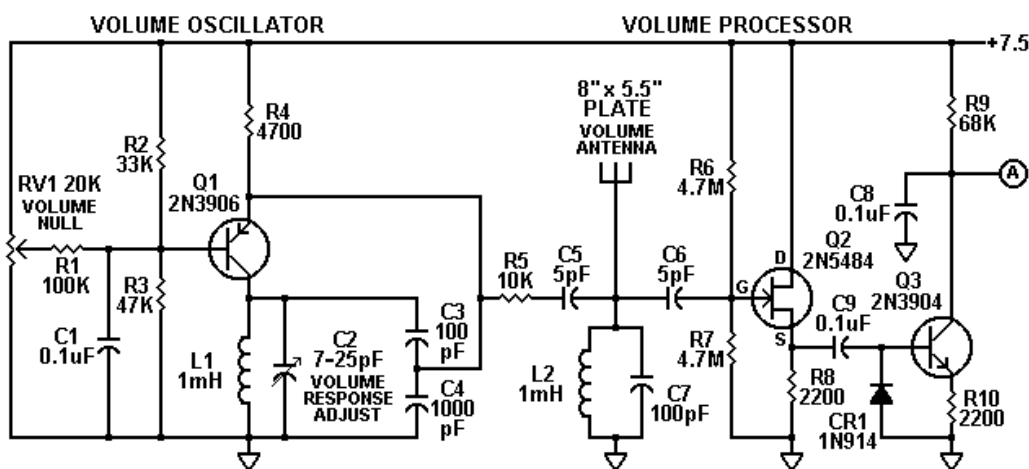 VOLUME OSCILLATOR
VOLUME PROCESSOR
+7.5
R2
33K
R4
4700
8" x 5.5"
PLATE
VOLUME
ANTENNA
R6
4.7M
R9
68K
A
RV1 20K
VOLUME
NULL
Q1
2N3906
R1
100K
C1
0.1uF
R3
47K
L1
1mH
C2
7-25pF
VOLUME
RESPONSE
ADJUST
C3
100
pF
C4
1000
pF
R5
10K
C5
5pF
C6
5pF
L2
1mH
C7
100pF
R7
4.7M
G
D
S
Q2
2N5484
C8
0.1uF
C9
0.1uF
Q3
2N3904
R8
2200
CR1
1N914
R10
2200